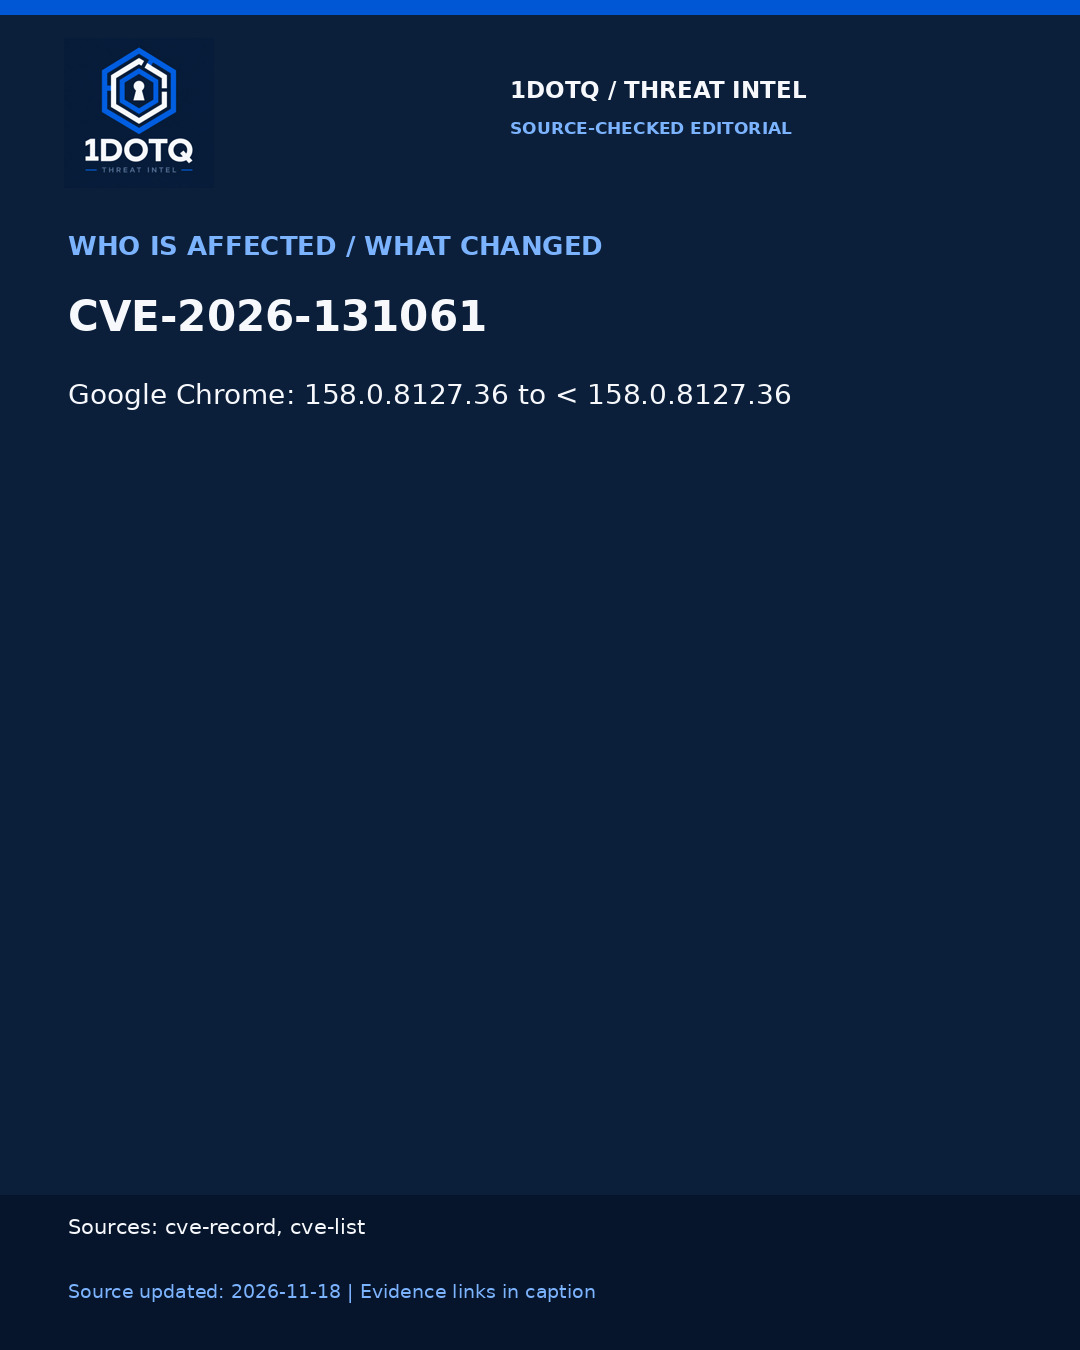 1DOTQ
THREAT INTEL
1DOTQ / THREAT INTEL
SOURCE-CHECKED EDITORIAL
WHO IS AFFECTED / WHAT CHANGED
CVE-2026-131061
Google Chrome: 158.0.8127.36 to < 158.0.8127.36
Sources: cve-record, cve-list
Source updated: 2026-11-18 | Evidence links in caption